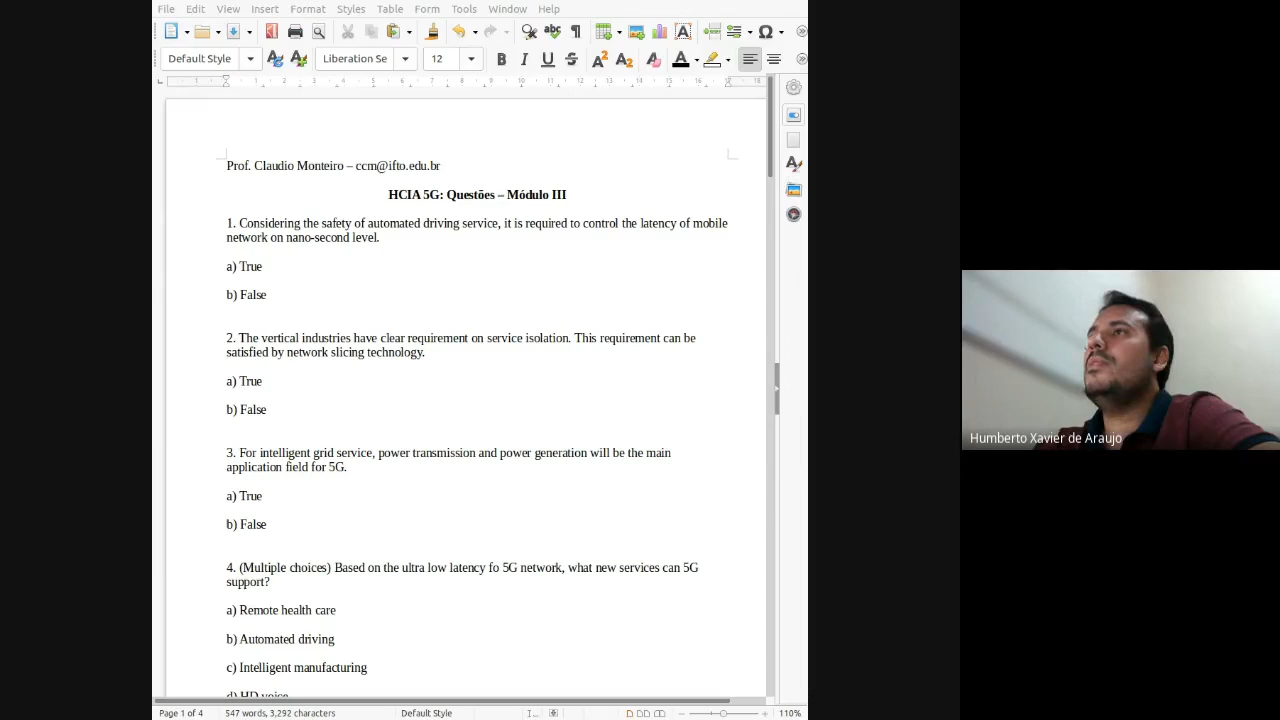 File Edit View Insert Format Styles Table Form Tools Window Help
Default Style Liberation Se 12
Prof. Claudio Monteiro – ccm@ifto.edu.br
HCIA 5G: Questões – Módulo III
1. Considering the safety of automated driving service, it is required to control the latency of mobile
network on nano-second level.
a) True
b) False
2. The vertical industries have clear requirement on service isolation. This requirement can be
satisfied by network slicing technology.
a) True
b) False
3. For intelligent grid service, power transmission and power generation will be the main
application field for 5G.
a) True
b) False
4. (Multiple choices) Based on the ultra low latency fo 5G network, what new services can 5G
support?
a) Remote health care
b) Automated driving
c) Intelligent manufacturing
d) HD voice
Humberto Xavier de Araujo
Page 1 of 4 547 words, 3,292 characters Default Style 110%